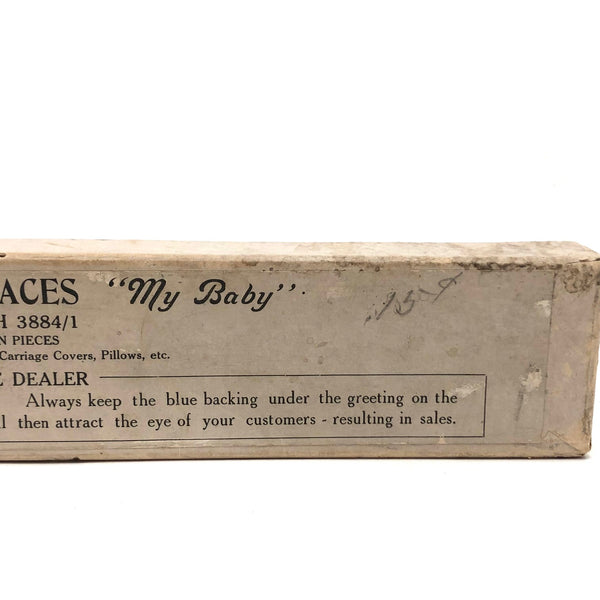 ACES "My Baby"
H 3884/1
N PIECES
Carriage Covers, Pillows, etc.
E DEALER
Always keep the blue backing under the greeting on the
ll then attract the eye of your customers - resulting in sales.